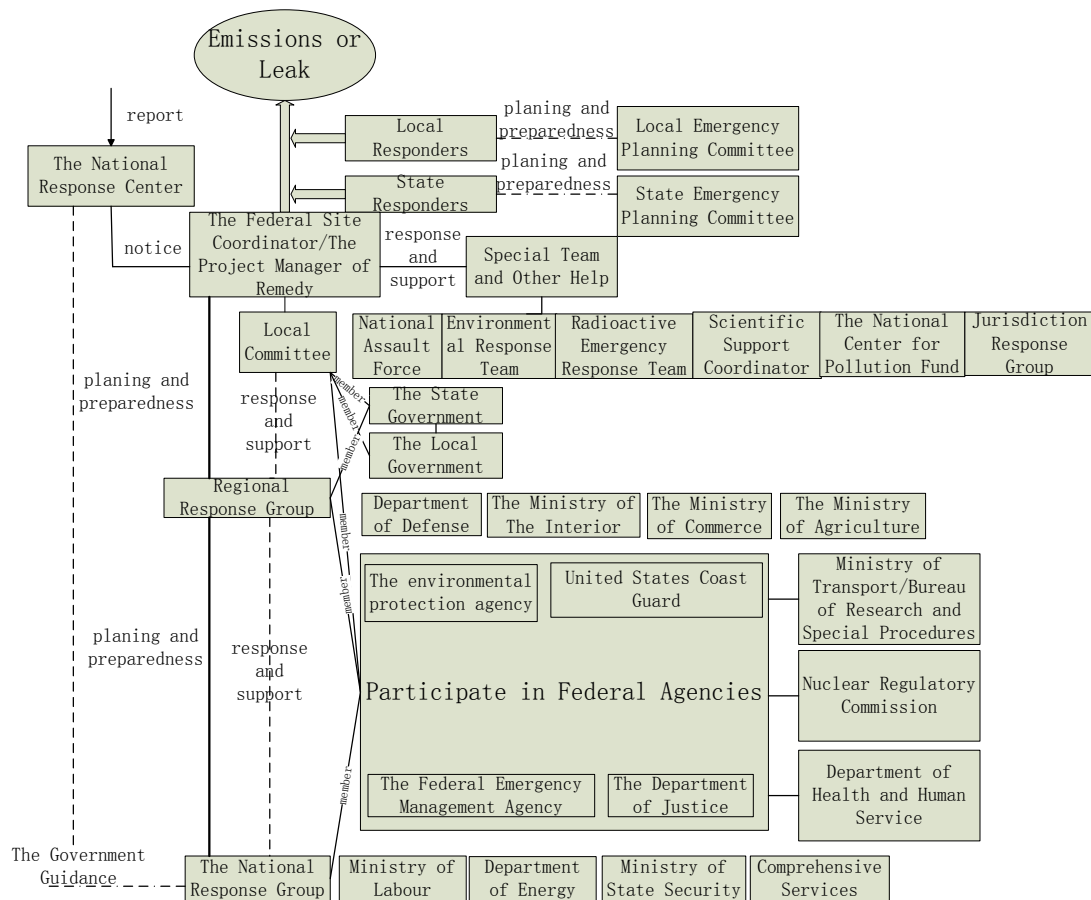 Emissions or
Leak
report
planing and
preparedness
Local
Responders
Local Emergency
Planning Committee
The National
Response Center
planing and
preparedness
State
Responders
State Emergency
Planning Committee
notice
The Federal Site
Coordinator/The
Project Manager of
Remedy
response
and
support
Special Team
and Other Help
Local
Committee
National
Assault
Force
Environment
al Response
Team
Radioactive
Emergency
Response Team
Scientific
Support
Coordinator
The National
Center for
Pollution Fund
Jurisdiction
Response
Group
planing and
preparedness
response
and
support
member
member
member
The State
Government
The Local
Government
Regional
Response Group
Department
of Defense
The Ministry of
The Interior
The Ministry
of Commerce
The Ministry
of Agriculture
member
member
The environmental
protection agency
United States Coast
Guard
Ministry of
Transport/Bureau
of Research and
Special Procedures
planing and
preparedness
response
and
support
Participate in Federal Agencies
Nuclear Regulatory
Commission
member
The Federal Emergency
Management Agency
The Department
of Justice
Department of
Health and Human
Service
The Government
Guidance
The National
Response Group
Ministry of
Labour
Department
of Energy
Ministry of
State Security
Comprehensive
Services